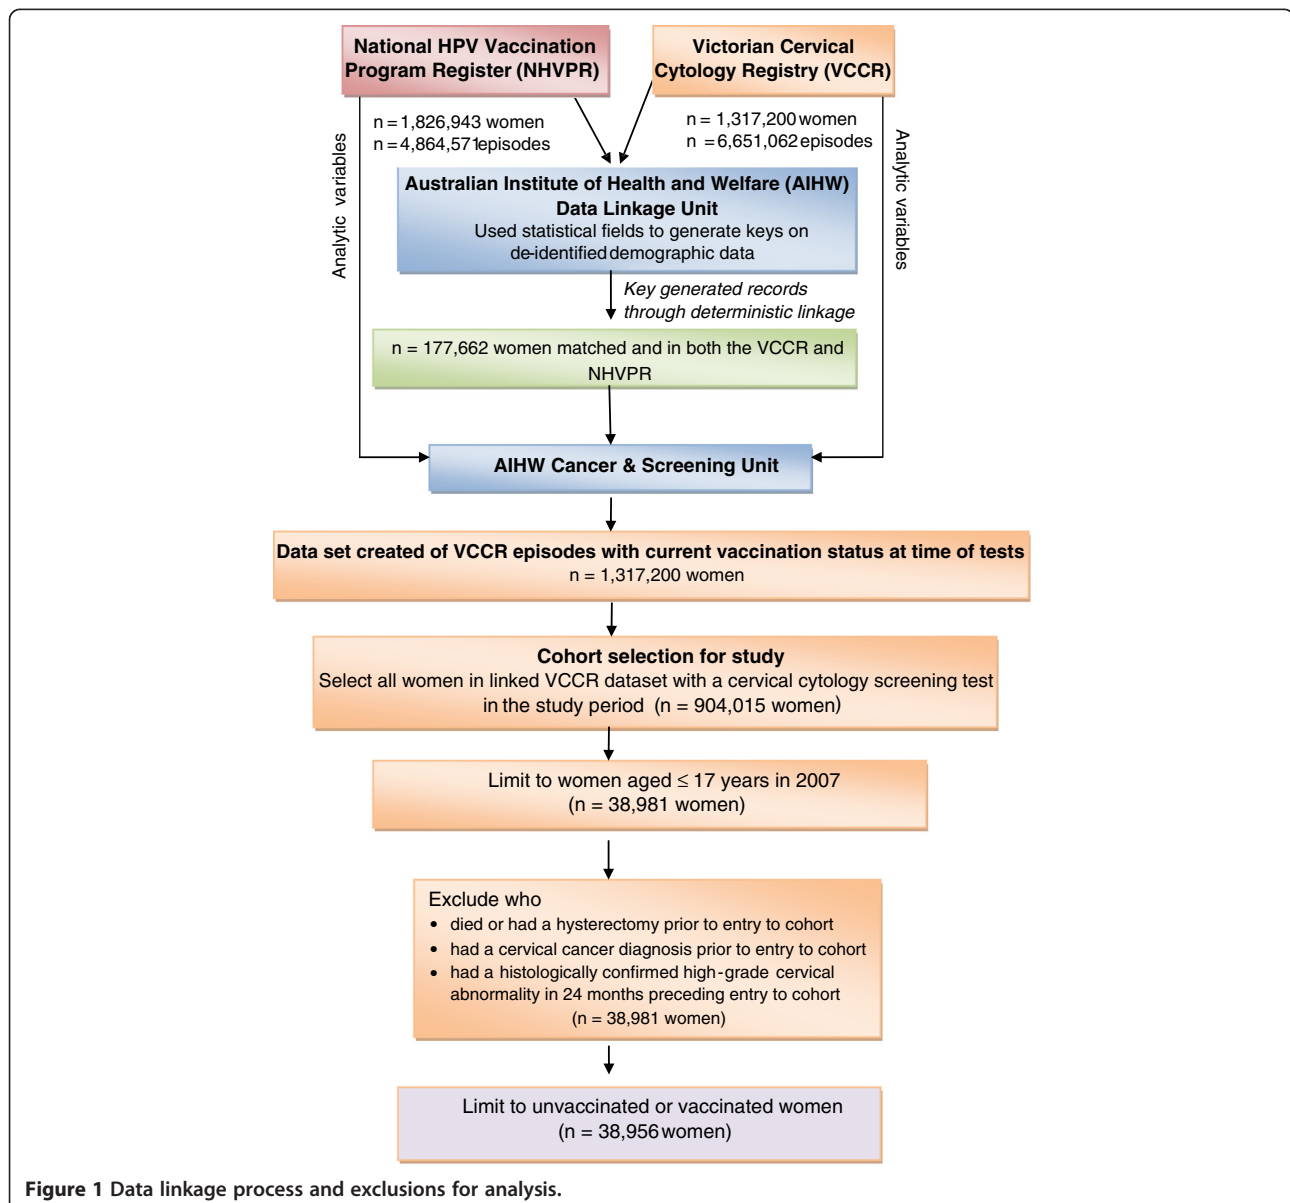 National HPV Vaccination
Program Register (NHVPR)
Victorian Cervical
Cytology Registry (VCCR)
n = 1,826,943 women
n = 4,864,571 episodes
n = 1,317,200 women
n = 6,651,062 episodes
Analytic variables
Analytic variables
Australian Institute of Health and Welfare (AIHW)
Data Linkage Unit
Used statistical fields to generate keys on
de-identified demographic data
Key generated records
through deterministic linkage
n = 177,662 women matched and in both the VCCR and
NHVPR
AIHW Cancer & Screening Unit
Data set created of VCCR episodes with current vaccination status at time of tests
n = 1,317,200 women
Cohort selection for study
Select all women in linked VCCR dataset with a cervical cytology screening test
in the study period (n = 904,015 women)
Limit to women aged ≤ 17 years in 2007
(n = 38,981 women)
Exclude who
• died or had a hysterectomy prior to entry to cohort
• had a cervical cancer diagnosis prior to entry to cohort
• had a histologically confirmed high-grade cervical
abnormality in 24 months preceding entry to cohort
(n = 38,981 women)
Limit to unvaccinated or vaccinated women
(n = 38,956 women)
Figure 1 Data linkage process and exclusions for analysis.